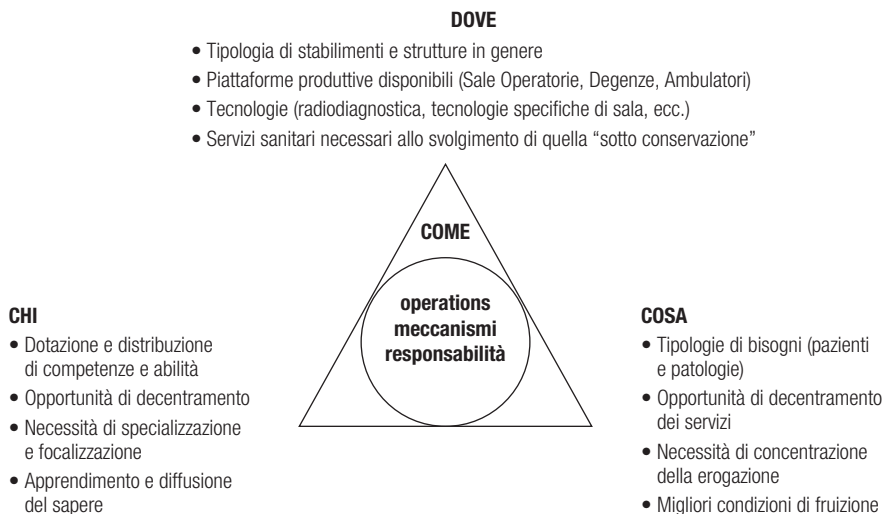 DOVE
• Tipologia di stabilimenti e strutture in genere
• Piattaforme produttive disponibili (Sale Operatorie, Degenze, Ambulatori)
• Tecnologie (radiodiagnostica, tecnologie specifiche di sala, ecc.)
• Servizi sanitari necessari allo svolgimento di quella “sotto conservazione”
COME
operations
meccanismi
responsabilità
CHI
• Dotazione e distribuzione
di competenze e abilità
• Opportunità di decentramento
• Necessità di specializzazione
e focalizzazione
• Apprendimento e diffusione
del sapere
COSA
• Tipologie di bisogni (pazienti
e patologie)
• Opportunità di decentramento
dei servizi
• Necessità di concentrazione
della erogazione
• Migliori condizioni di fruizione